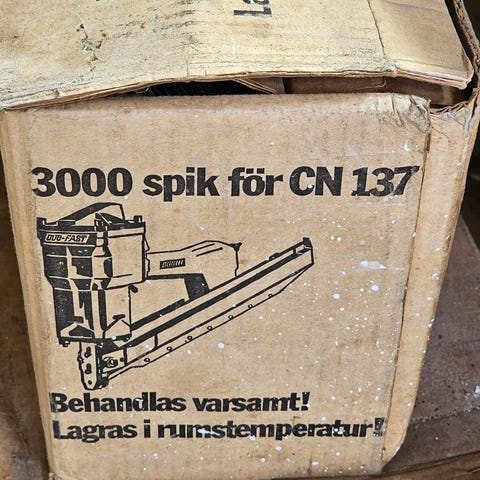 3000 spik för CN 137
DUO-FAST
Behandlas varsamt!
Lagras i rumstemperatur!